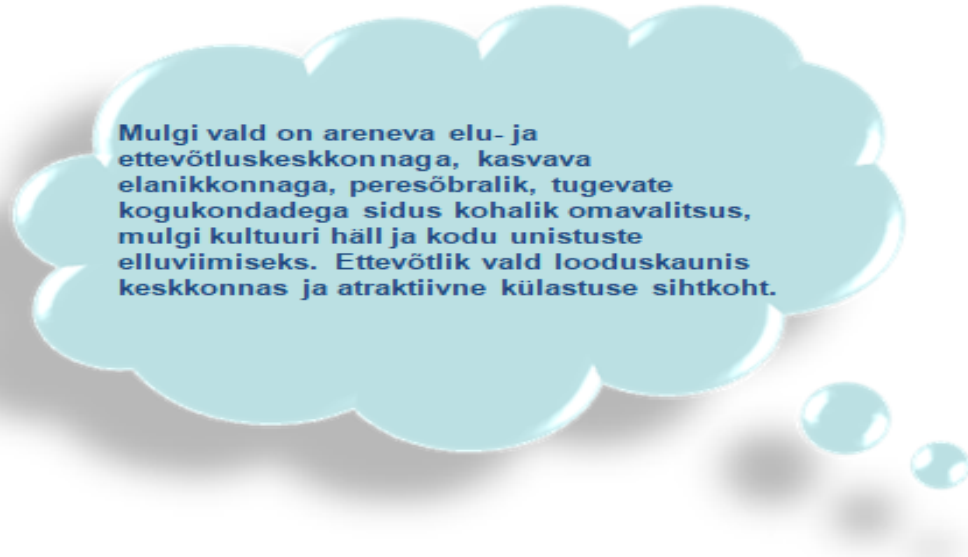 Mulgi vald on areneva elu- ja
ettevõtluskeskkonnaga, kasvava
elanikkonnaga, peresõbralik, tugevate
kogukondadega sidus kohalik omavalitsus,
mulgi kultuuri häll ja kodu unistuste
elluviimiseks. Ettevõtlik vald looduskaunis
keskkonnas ja atraktiivne külastuse sihtkoht.